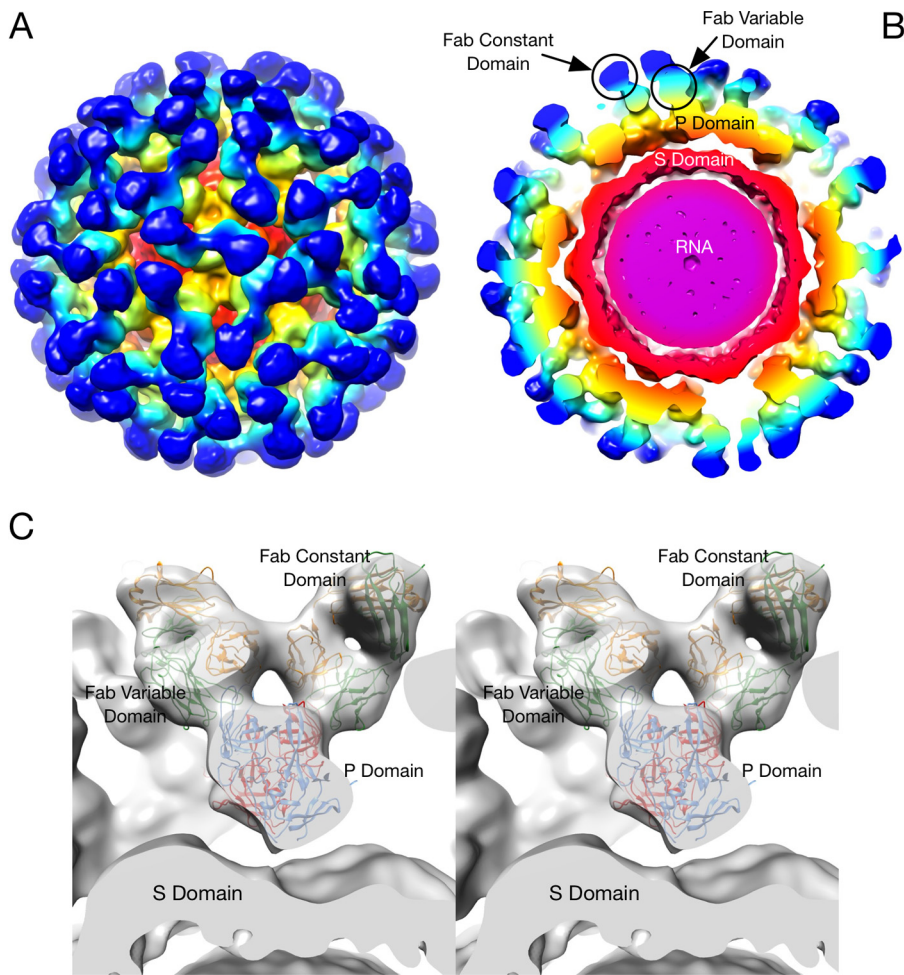 A
B
Fab Constant
Domain
Fab Variable
Domain
P Domain
S Domain
RNA
C
Fab Constant
Domain
Fab Variable
Domain
P Domain
S Domain
Fab Constant
Domain
Fab Variable
Domain
P Domain
S Domain